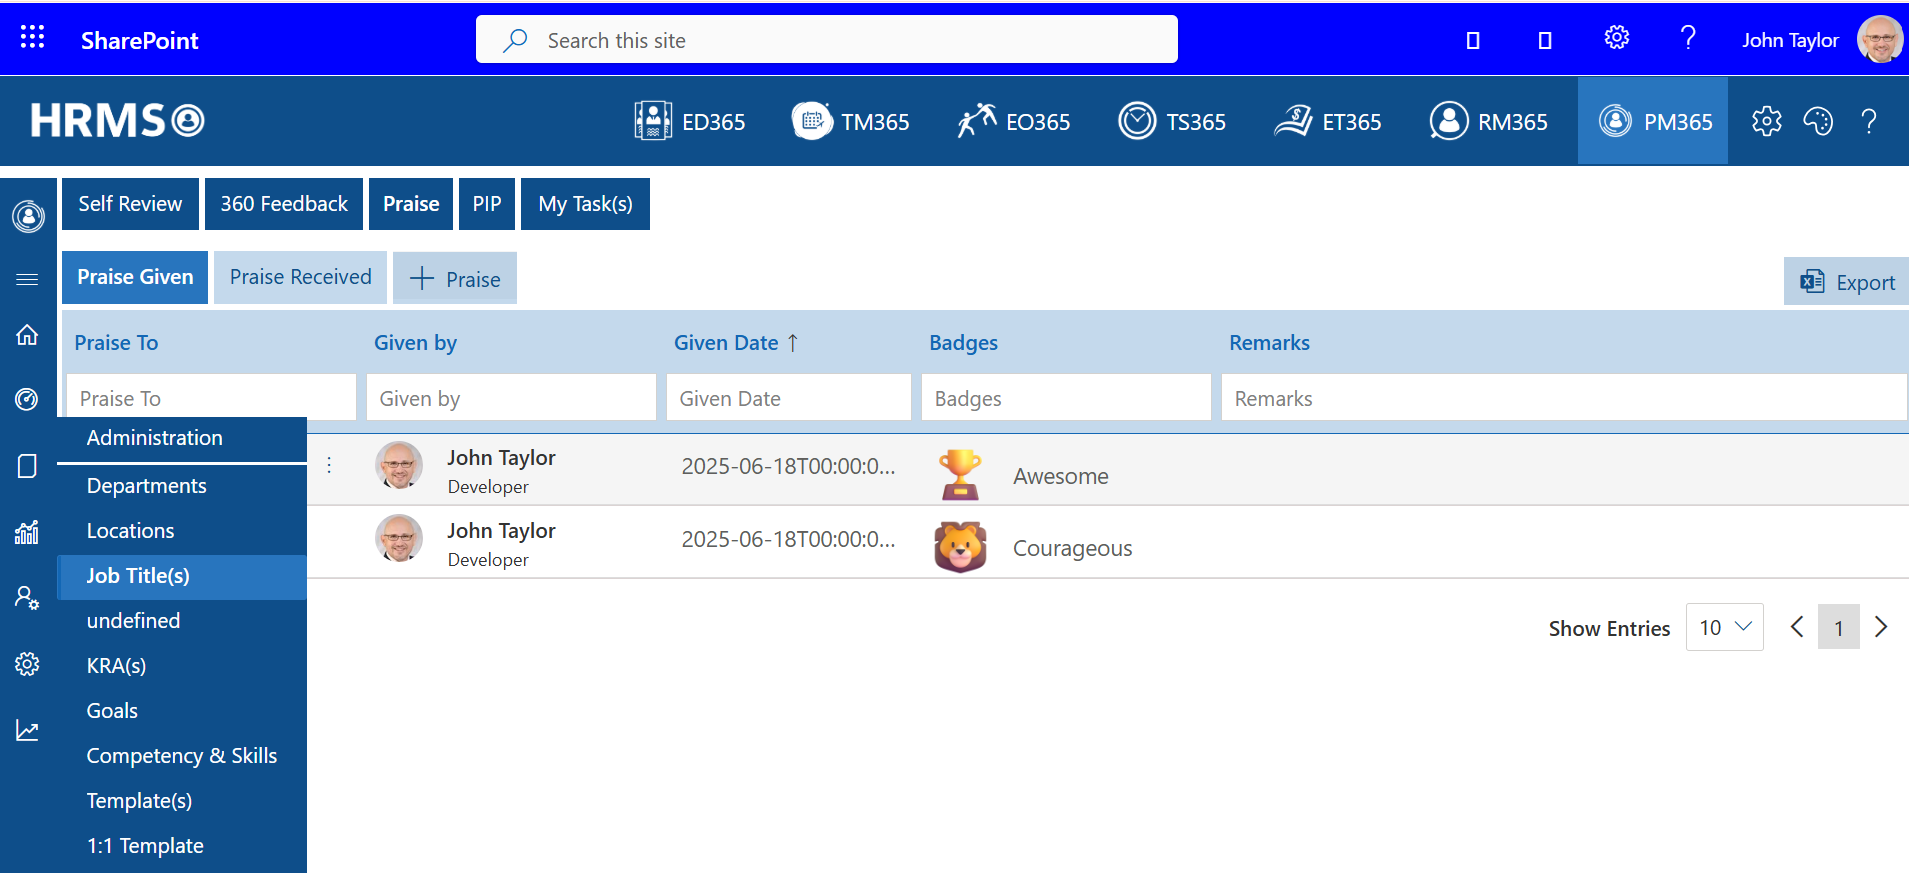 SharePoint
Search this site
John Taylor
HRMS
ED365
TM365
EO365
TS365
ET365
RM365
PM365
Self Review
360 Feedback
Praise
PIP
My Task(s)
Praise Given
Praise Received
Praise
Export
Praise To
Given by
Given Date ↑
Badges
Remarks
Praise To
Given by
Given Date
Badges
Remarks
Administration
Departments
Locations
Job Title(s)
undefined
KRA(s)
Goals
Competency & Skills
Template(s)
1:1 Template
John Taylor
Developer
2025-06-18T00:00:0...
Awesome
John Taylor
Developer
2025-06-18T00:00:0...
Courageous
Show Entries
10
1